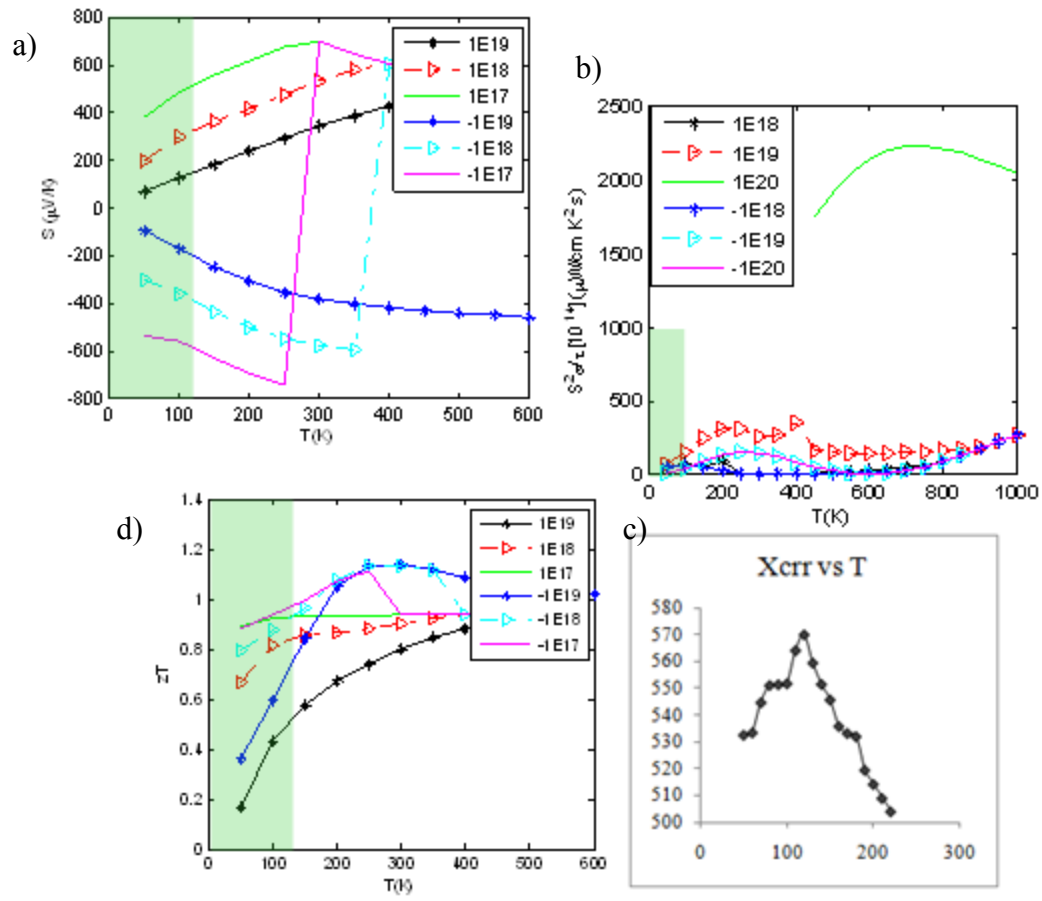 a)
800
600
400
200
0
-200
-400
-600
-800
S (μV/K)
0 100 200 300 400 500 600
T(K)
1E19
1E18
1E17
-1E19
-1E18
-1E17
b)
2500
2000
1500
1000
500
0
0 200 400 600 800 1000
T(K)
1E18
1E19
1E20
-1E18
-1E19
-1E20
d)
1.4
1.2
1
0.8
0.6
0.4
0.2
0
zT
0 100 200 300 400 500 600
T(K)
1E19
1E18
1E17
-1E19
-1E18
-1E17
c)
Xcrr vs T
580
570
560
550
540
530
520
510
500
0 100 200 300